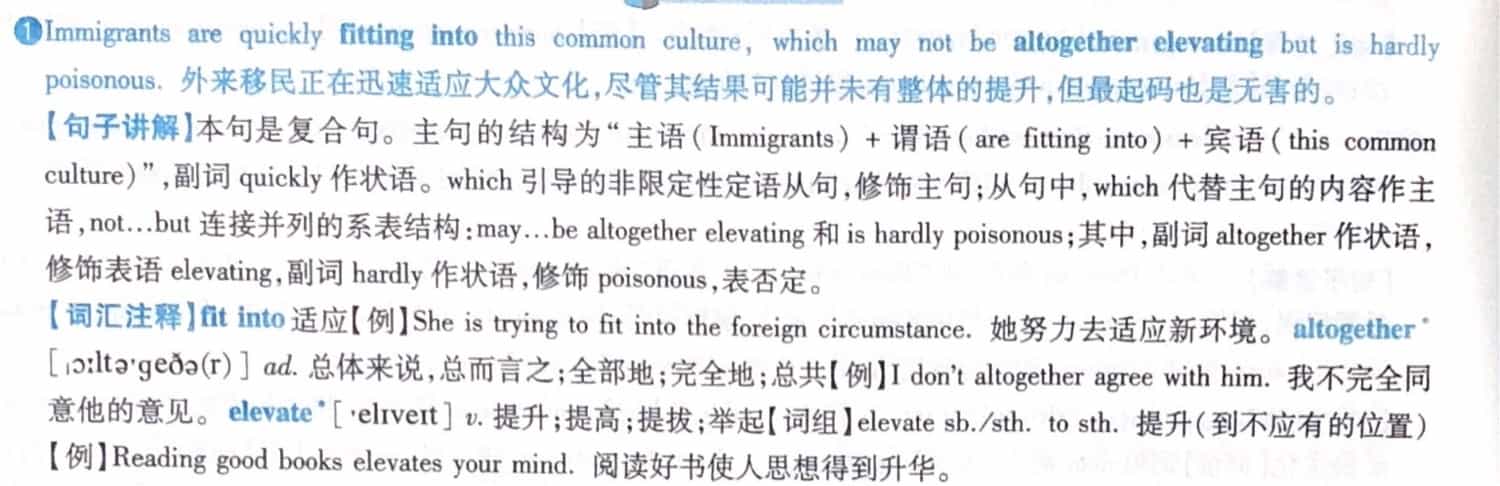 ①Immigrants are quickly fitting into this common culture, which may not be altogether elevating but is hardly
poisonous. 外来移民正在迅速适应大众文化,尽管其结果可能并未有整体的提升,但最起码也是无害的。
【句子讲解】本句是复合句。主句的结构为“主语(Immigrants) + 谓语(are fitting into) + 宾语(this common
culture)”,副词 quickly 作状语。which 引导的非限定性定语从句,修饰主句;从句中,which 代替主句的内容作主
语,not…but 连接并列的系表结构:may…be altogether elevating 和 is hardly poisonous;其中,副词 altogether 作状语,
修饰表语 elevating,副词 hardly 作状语,修饰 poisonous,表否定。
【词汇注释】fit into 适应【例】She is trying to fit into the foreign circumstance. 她努力去适应新环境。 altogether*
[ˌɔːltəˈɡeðə(r)] ad. 总体来说,总而言之;全部地;完全地;总共【例】I don't altogether agree with him. 我不完全同
意他的意见。 elevate* [ˈelɪveɪt] v. 提升;提高;提拔;举起【词组】elevate sb./sth. to sth. 提升(到不应有的位置)
【例】Reading good books elevates your mind. 阅读好书使人思想得到升华。